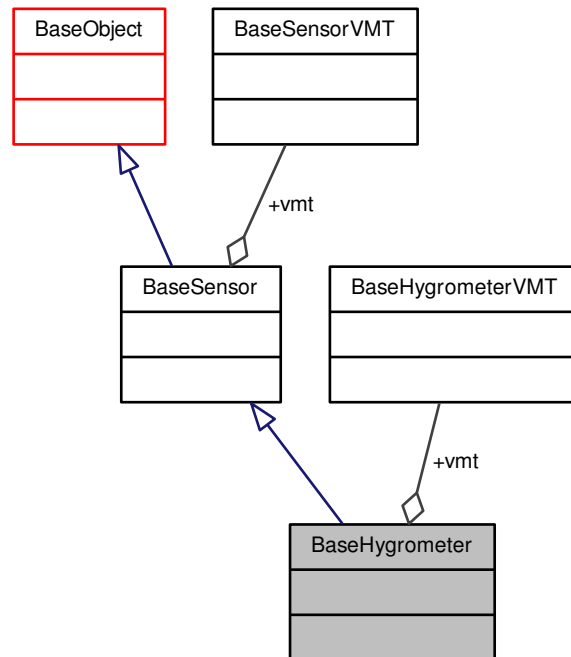 BaseObject
BaseSensorVMT
+vmt
BaseSensor
BaseHygrometerVMT
+vmt
BaseHygrometer